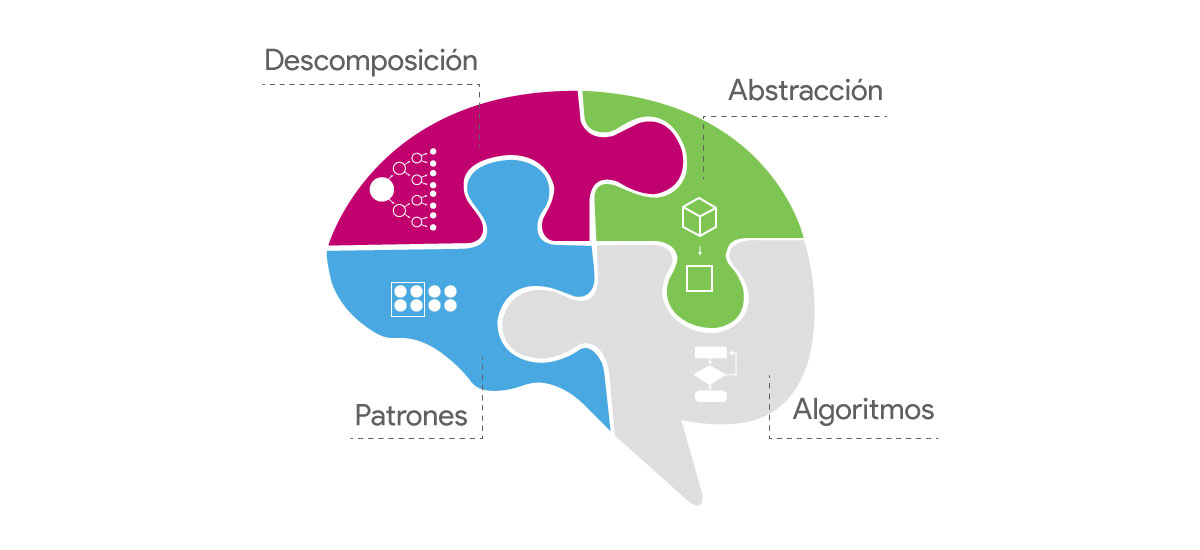 Descomposición
Abstracción
Patrones
Algoritmos